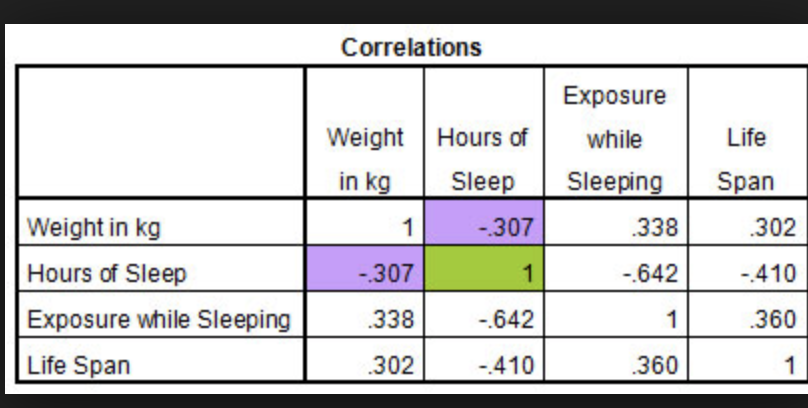 Correlations
Weight in kg Hours of Sleep Exposure while Sleeping Life Span
Weight in kg 1 -.307 .338 .302
Hours of Sleep -.307 1 -.642 -.410
Exposure while Sleeping .338 -.642 1 .360
Life Span .302 -.410 .360 1